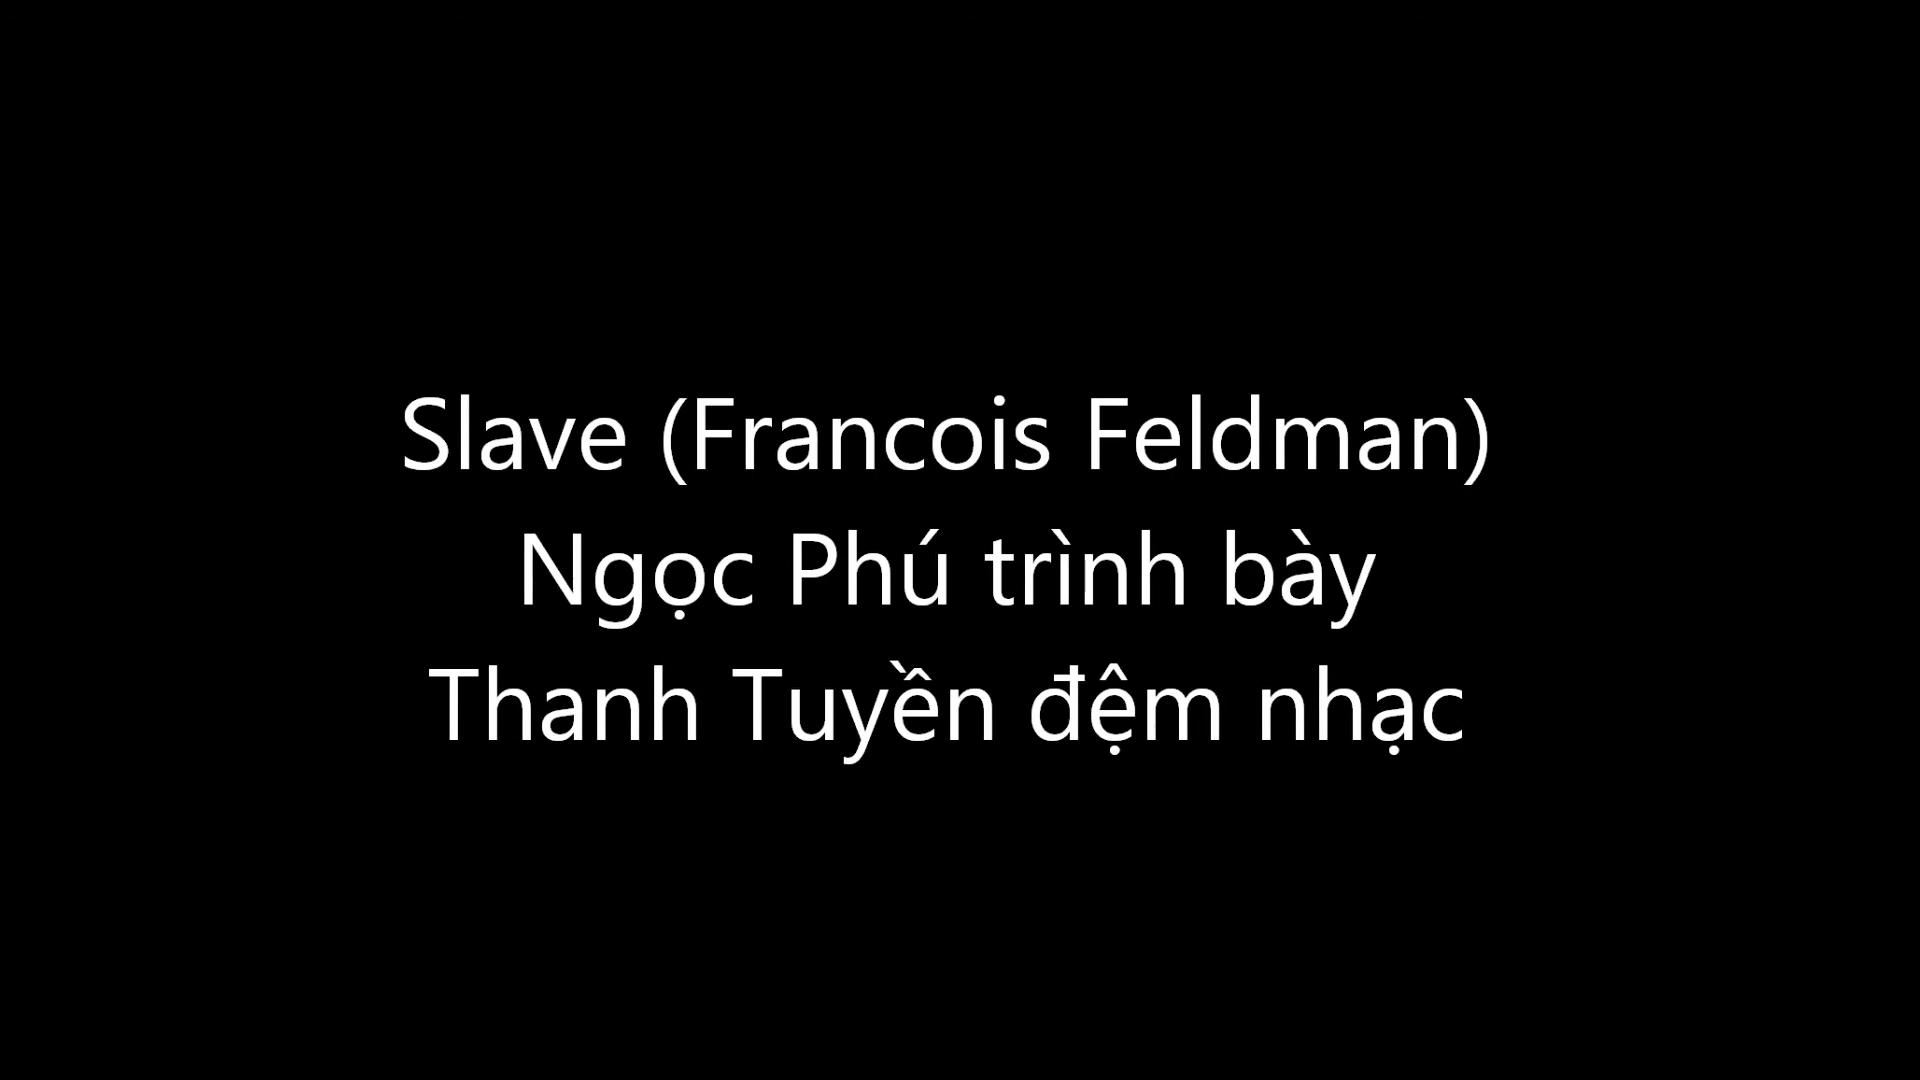 Slave (Francois Feldman)
Ngọc Phú trình bày
Thanh Tuyền đệm nhạc